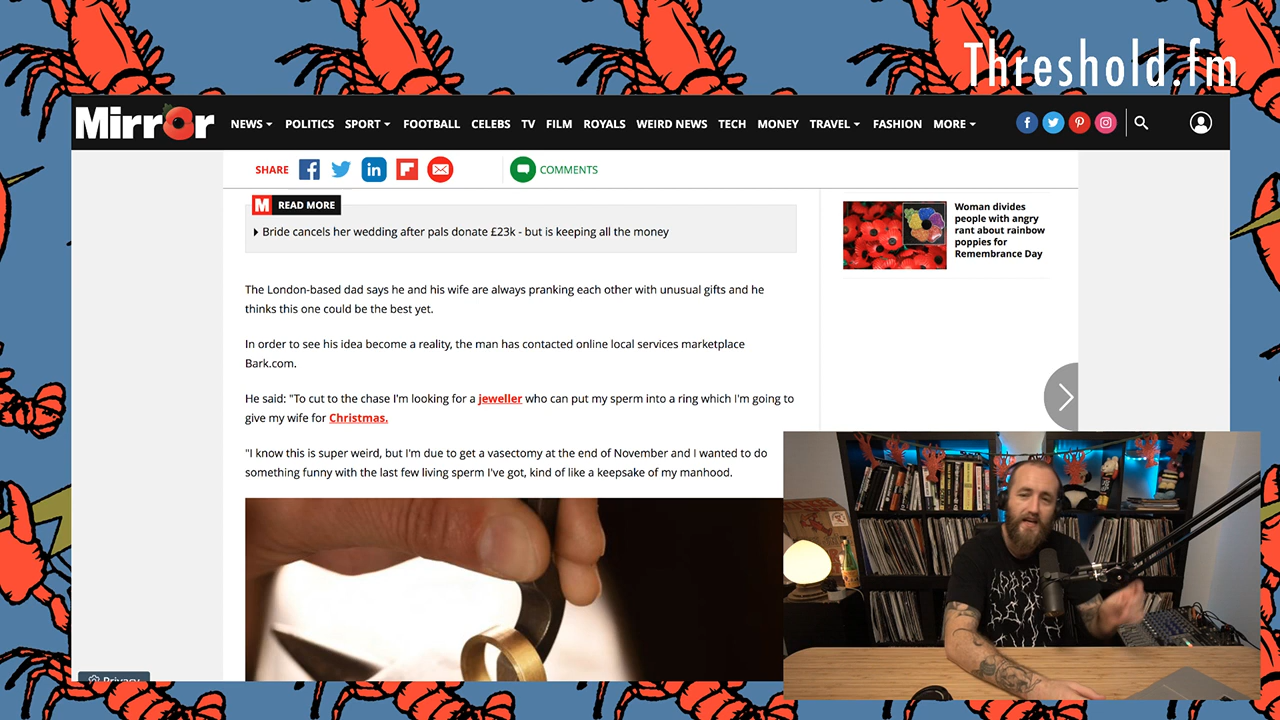 Threshold.fm
Mirror
NEWS POLITICS SPORT FOOTBALL CELEBS TV FILM ROYALS WEIRD NEWS TECH MONEY TRAVEL FASHION MORE
SHARE
COMMENTS
M READ MORE
Bride cancels her wedding after pals donate £23k - but is keeping all the money
Woman divides
people with angry
rant about rainbow
poppies for
Remembrance Day
The London-based dad says he and his wife are always pranking each other with unusual gifts and he
thinks this one could be the best yet.
In order to see his idea become a reality, the man has contacted online local services marketplace
Bark.com.
He said: "To cut to the chase I'm looking for a jeweller who can put my sperm into a ring which I'm going to
give my wife for Christmas.
"I know this is super weird, but I'm due to get a vasectomy at the end of November and I wanted to do
something funny with the last few living sperm I've got, kind of like a keepsake of my manhood.
Privacy